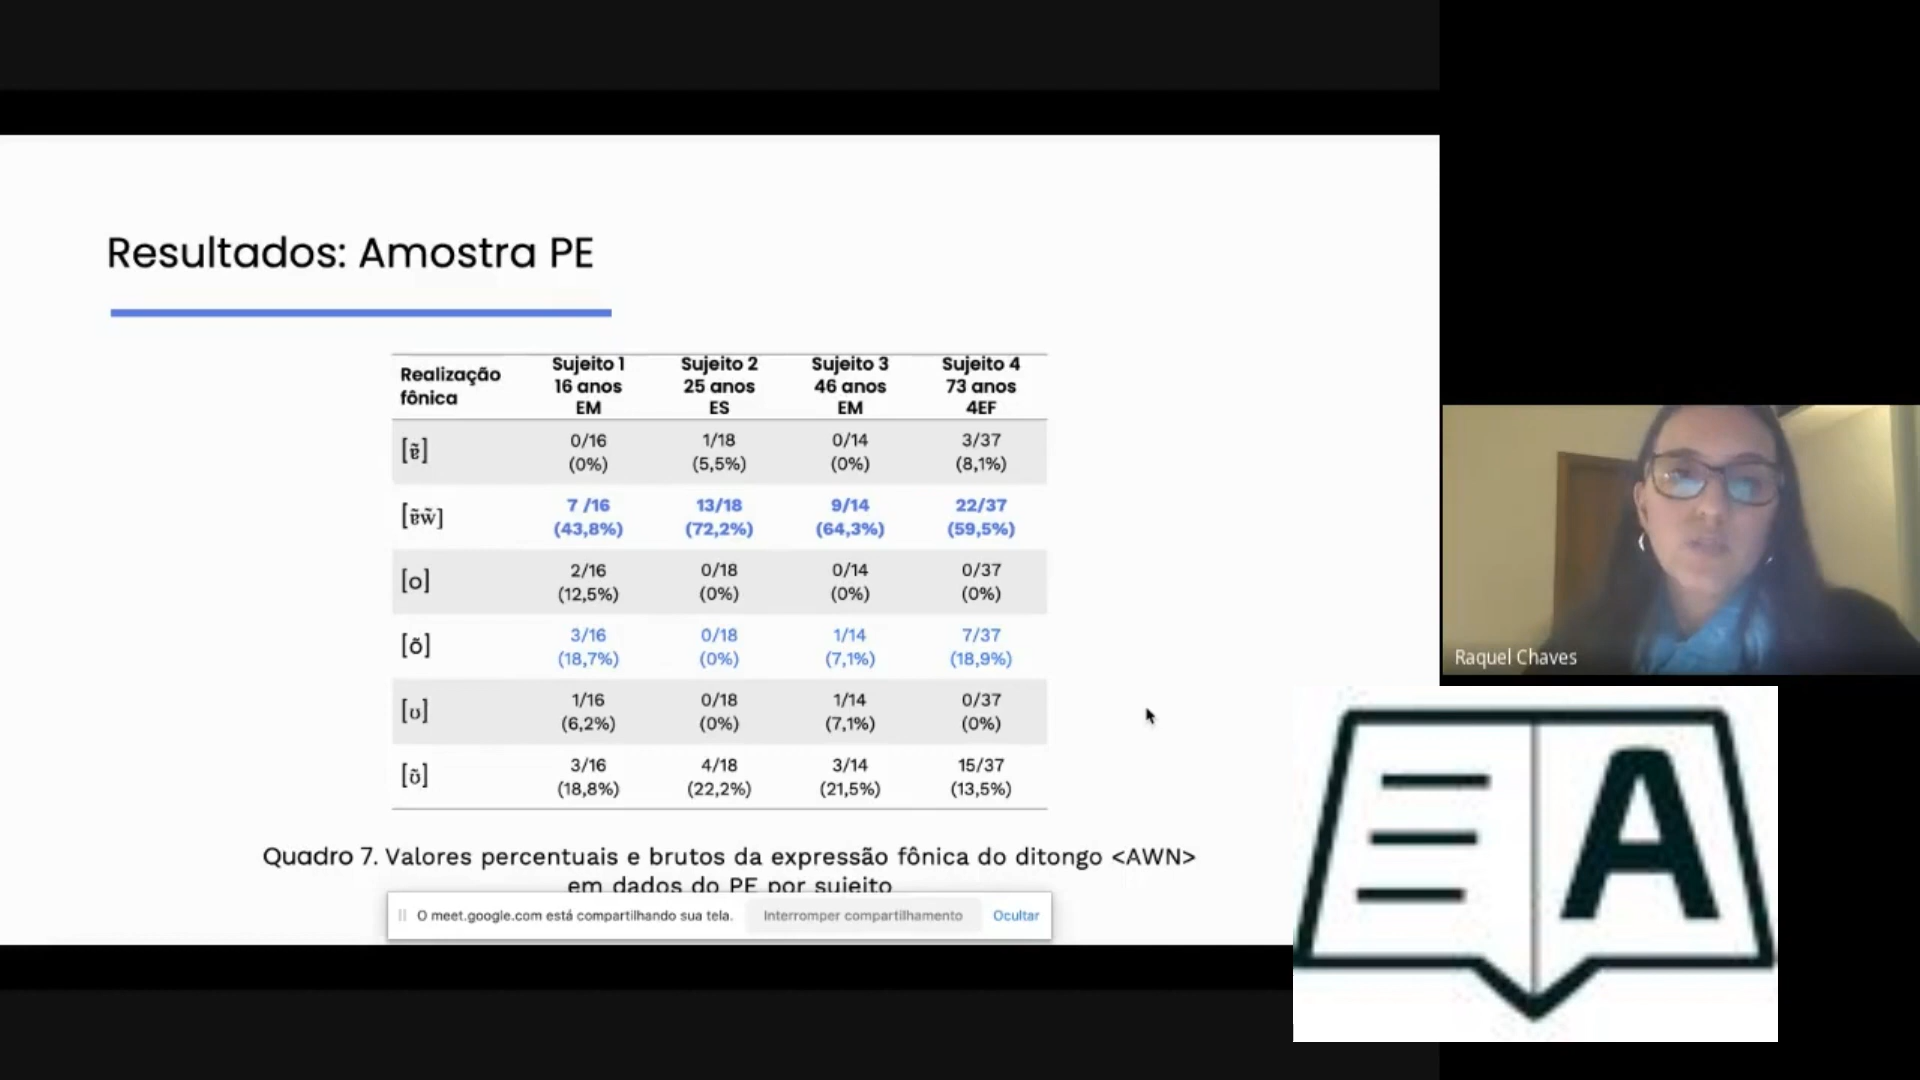 Resultados: Amostra PE
Realização fônica Sujeito 1 16 anos EM Sujeito 2 25 anos ES Sujeito 3 46 anos EM Sujeito 4 73 anos 4EF
[ɐ̃] 0/16 (0%) 1/18 (5,5%) 0/14 (0%) 3/37 (8,1%)
[ɐ̃w̃] 7 /16 (43,8%) 13/18 (72,2%) 9/14 (64,3%) 22/37 (59,5%)
[o] 2/16 (12,5%) 0/18 (0%) 0/14 (0%) 0/37 (0%)
[õ] 3/16 (18,7%) 0/18 (0%) 1/14 (7,1%) 7/37 (18,9%)
[ʊ] 1/16 (6,2%) 0/18 (0%) 1/14 (7,1%) 0/37 (0%)
[ʊ̃] 3/16 (18,8%) 4/18 (22,2%) 3/14 (21,5%) 15/37 (13,5%)
Quadro 7. Valores percentuais e brutos da expressão fônica do ditongo <AWN>
em dados do PE por sujeito
O meet.google.com está compartilhando sua tela. Interromper compartilhamento Ocultar
Raquel Chaves
A